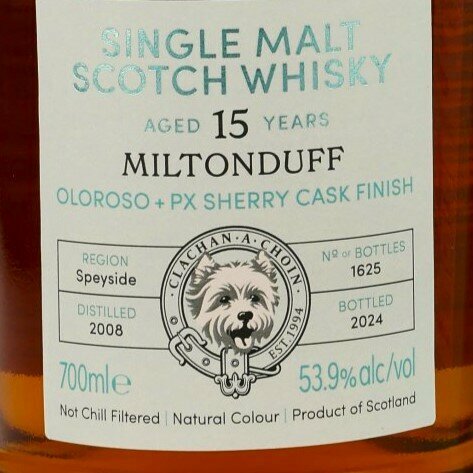 SINGLE MALT
SCOTCH WHISKY
AGED 15 YEARS
MILTONDUFF
OLOROSO + PX SHERRY CASK FINISH
CLACHAN · A · CHOIN
EST. 1994
REGION
Speyside
Nº OF BOTTLES
1625
DISTILLED
2008
BOTTLED
2024
700ml℮
53.9%alc/vol
Not Chill Filtered | Natural Colour | Product of Scotland